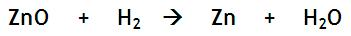 ZnO + H₂ → Zn + H₂O